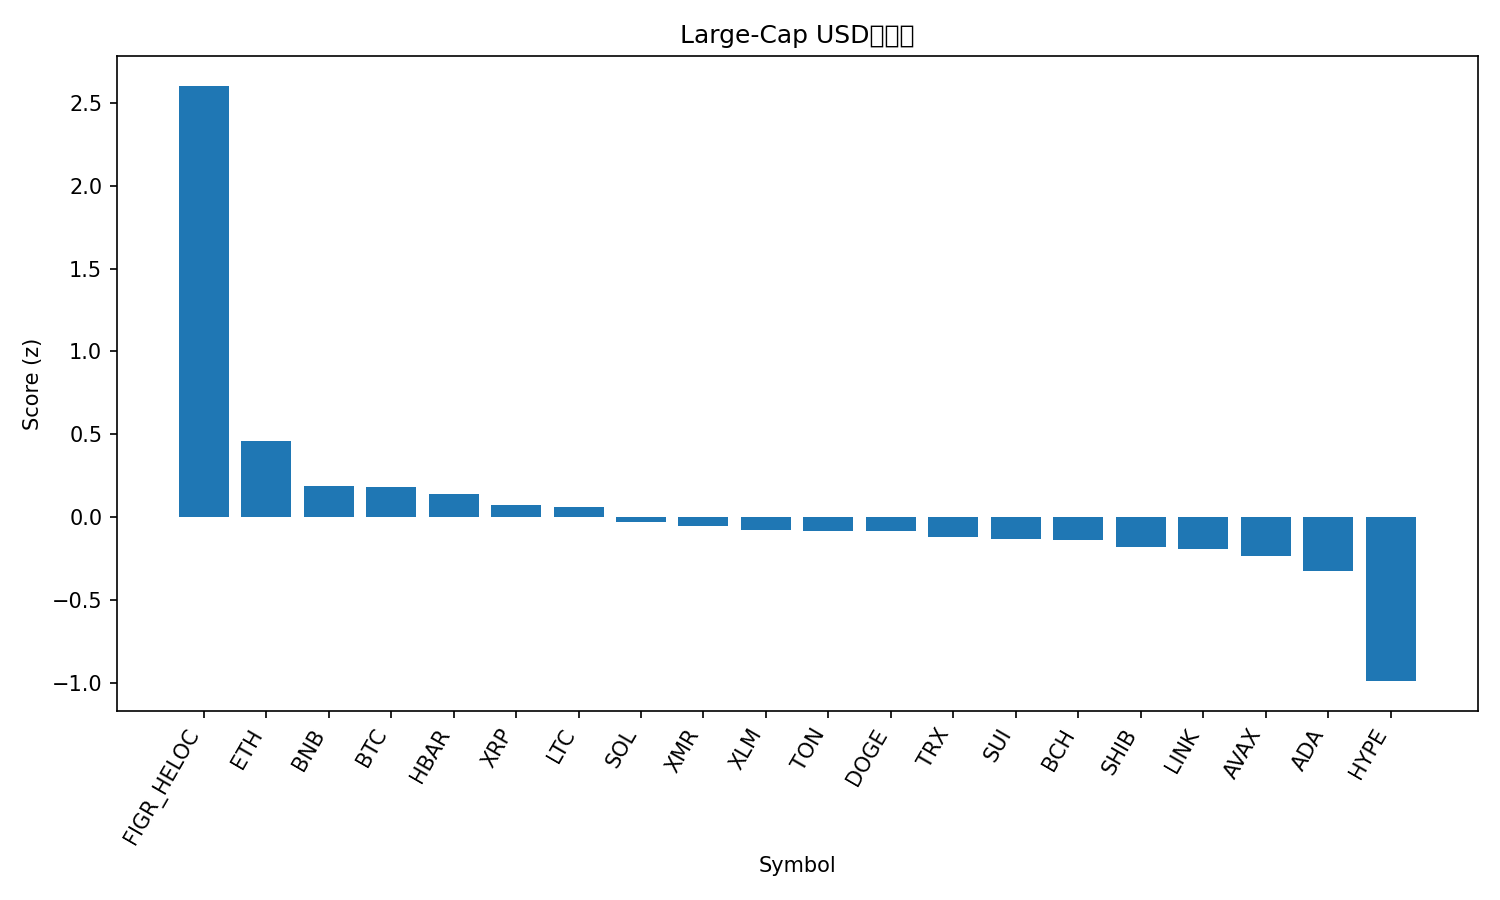 Large-Cap USD
Score (z)
2.5
2.0
1.5
1.0
0.5
0.0
−0.5
−1.0
FIGR_HELOC
ETH
BNB
BTC
HBAR
XRP
LTC
SOL
XMR
XLM
TON
DOGE
TRX
SUI
BCH
SHIB
LINK
AVAX
ADA
HYPE
Symbol